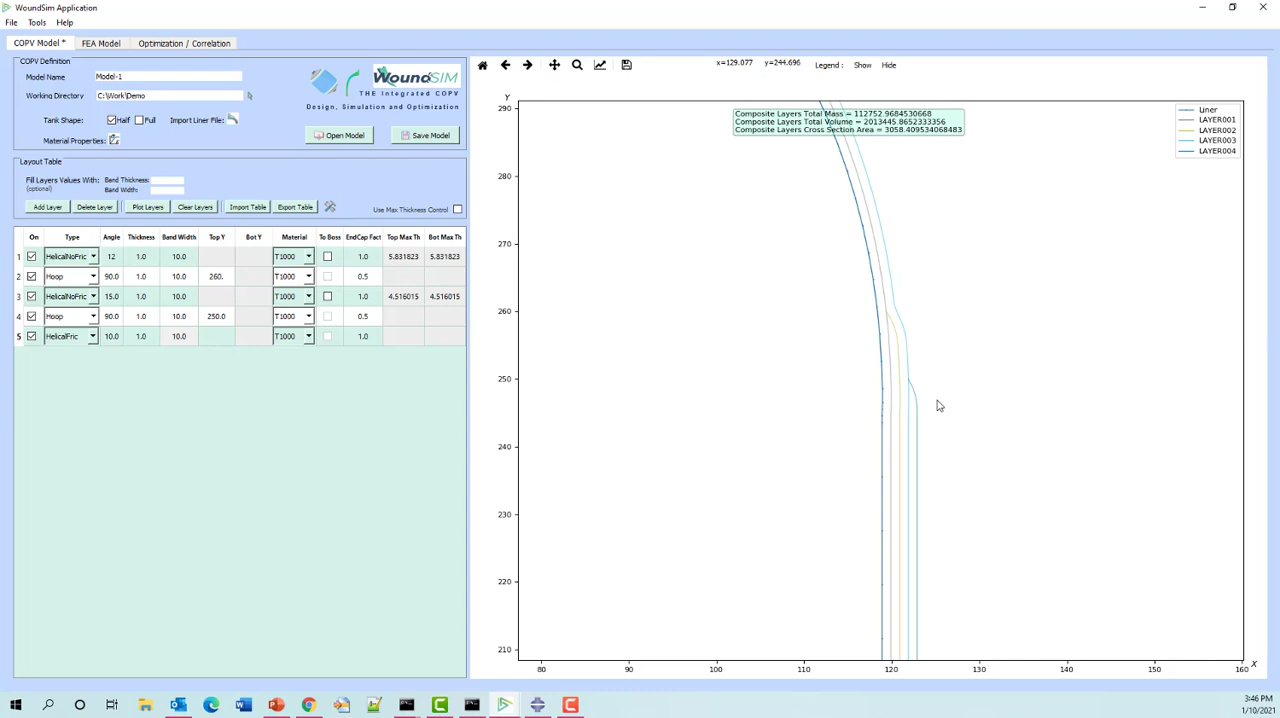 WoundSim Application
File Tools Help
COPV Model * FEA Model Optimization / Correlation
COPV Definition
Model Name Model-1
Working Directory C:\Work\Demo
WoundSIM
THE Integrated COPV
Design, Simulation and Optimization
Tank Shape: Half Full Import Liner File:
Material Properties: Open Model Save Model
Layout Table
Fill Layers Values With: Band Thickness:
(optional) Band Width:
Add Layer Delete Layer Plot Layers Clear Layers Import Table Export Table Use Max Thickness Control
On Type Angle Thickness Band Width Top Y Bot Y Material To Boss EndCap Fact Top Max Th Bot Max Th
1 HelicalNoFric 12 1.0 10.0 T1000 1.0 5.831823 5.831823
2 Hoop 90.0 1.0 10.0 260. T1000 0.5
3 HelicalNoFric 15.0 1.0 10.0 T1000 1.0 4.516015 4.516015
4 Hoop 90.0 1.0 10.0 250.0 T1000 0.5
5 HelicalFric 10.0 1.0 10.0 T1000 1.0
x=129.077 y=244.696 Legend : Show Hide
Y
290
280
270
260
250
240
230
220
210
80 90 100 110 120 130 140 150 160 X
Composite Layers Total Mass = 112752.9684530668
Composite Layers Total Volume = 2013445.8652333356
Composite Layers Cross Section Area = 3058.409534068483
Liner
LAYER001
LAYER002
LAYER003
LAYER004
3:46 PM
1/10/2021